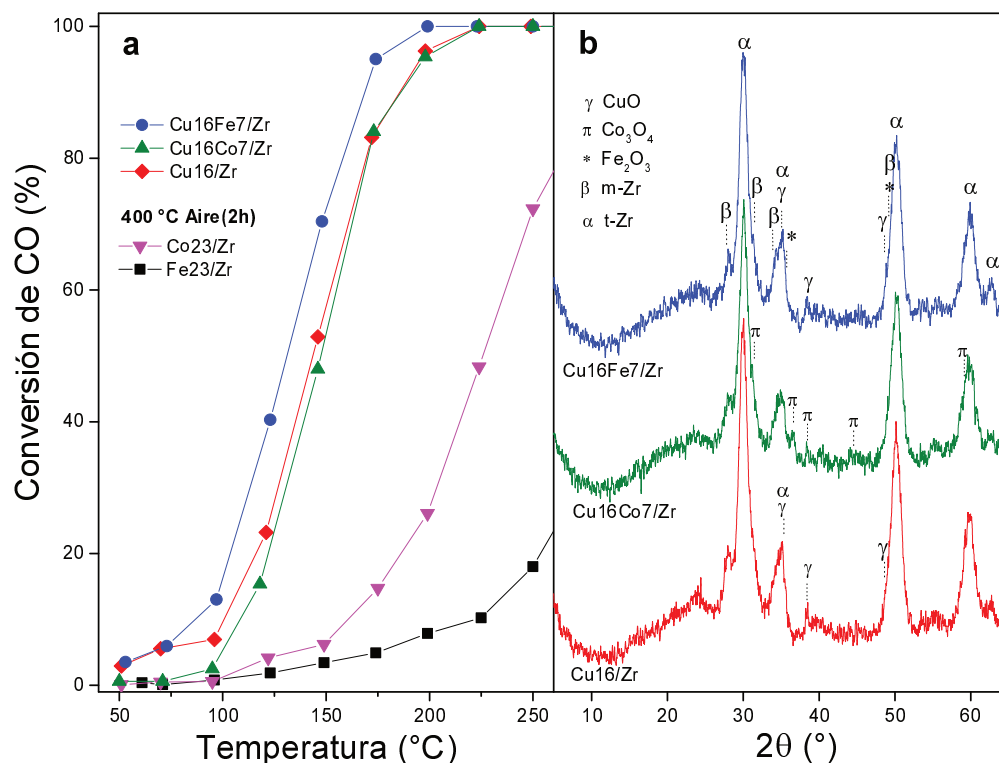 a
100
80
60
40
20
0
Conversión de CO (%)
Cu16Fe7/Zr
Cu16Co7/Zr
Cu16/Zr
400 °C Aire(2h)
Co23/Zr
Fe23/Zr
50
100
150
200
250
Temperatura (°C)
b
γ CuO
π Co₃O₄
* Fe₂O₃
β m-Zr
α t-Zr
α
β
β
β
α
γ
*
γ
α
β
*
γ
α
α
Cu16Fe7/Zr
π
π
π
π
π
Cu16Co7/Zr
α
γ
γ
γ
Cu16/Zr
10
20
30
40
50
60
2θ (°)